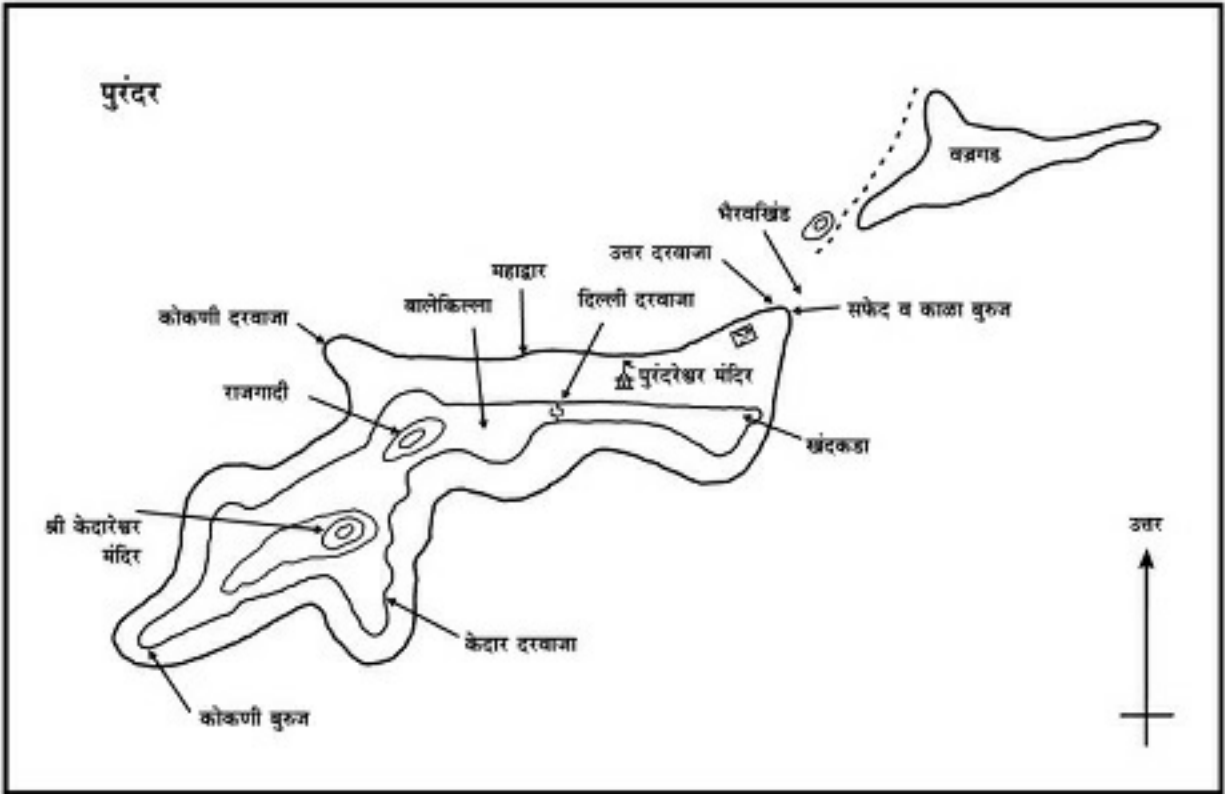 पुरंदर
वज्रगड
भैरवखिंड
उत्तर दरवाजा
महाद्वार
दिल्ली दरवाजा
बालेकिल्ला
कोकणी दरवाजा
सफेद व काळा बुरुज
पुरंदरेश्वर मंदिर
राजगादी
खंदकडा
श्री केदारेश्वर
मंदिर
उत्तर
केदार दरवाजा
कोकणी बुरुज